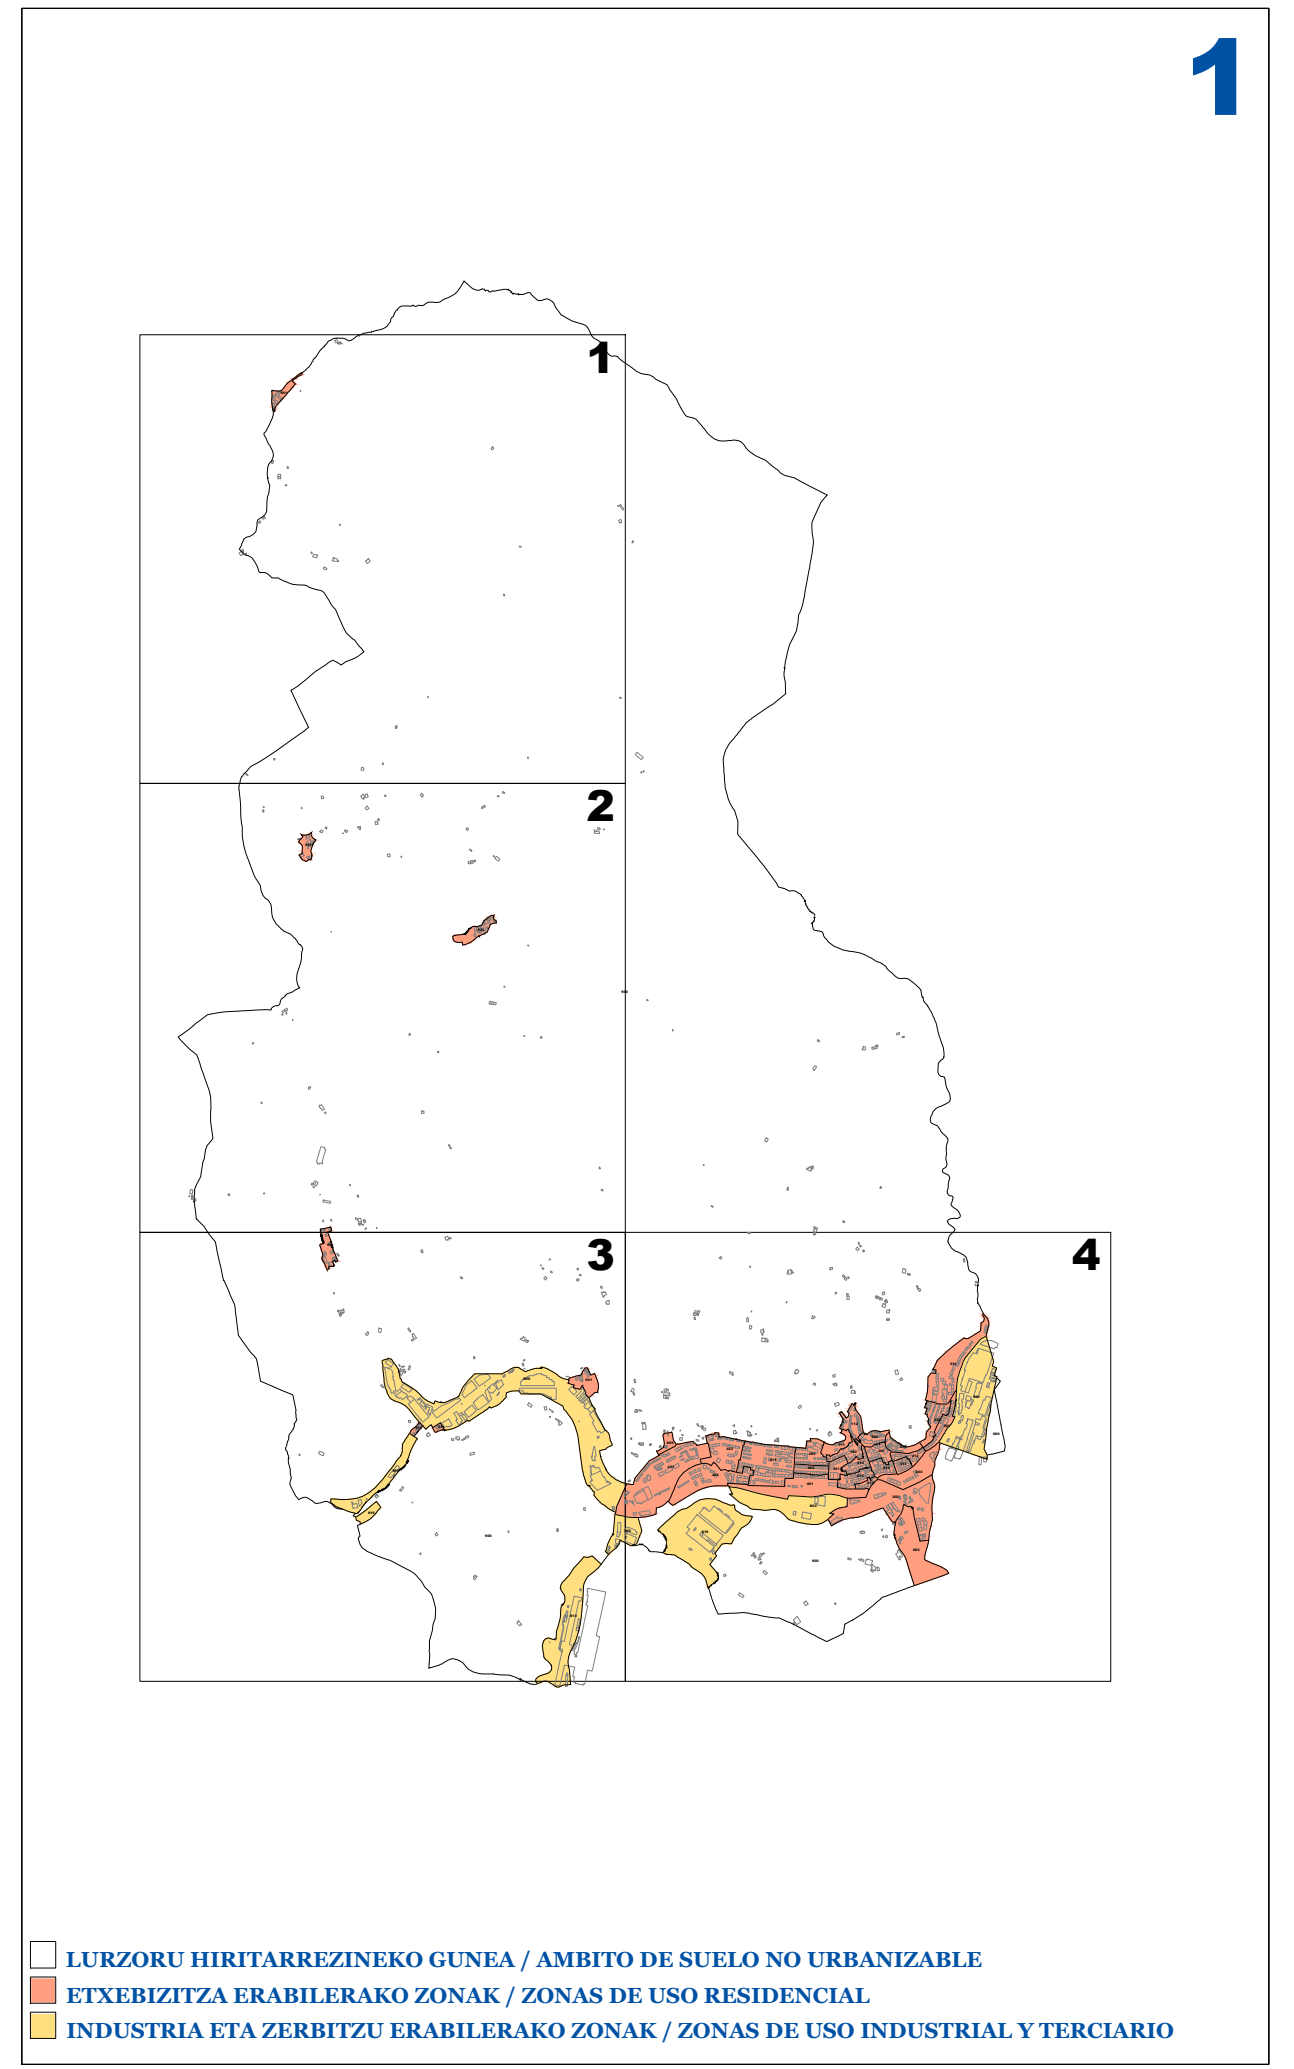 1
1
2
3
4
LURZORU HIRITARREZINEKO GUNEA / AMBITO DE SUELO NO URBANIZABLE
ETXEBIZITZA ERABILERAKO ZONAK / ZONAS DE USO RESIDENCIAL
INDUSTRIA ETA ZERBITZU ERABILERAKO ZONAK / ZONAS DE USO INDUSTRIAL Y TERCIARIO